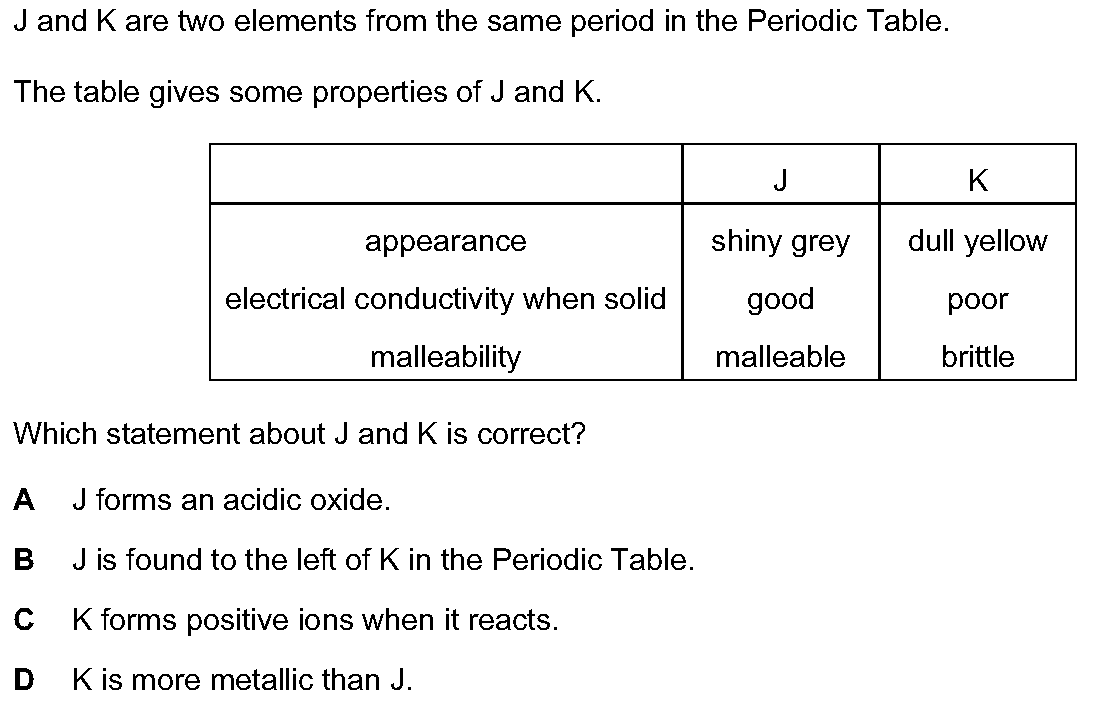 J and K are two elements from the same period in the Periodic Table.
The table gives some properties of J and K.
J K
appearance shiny grey dull yellow
electrical conductivity when solid good poor
malleability malleable brittle
Which statement about J and K is correct?
A J forms an acidic oxide.
B J is found to the left of K in the Periodic Table.
C K forms positive ions when it reacts.
D K is more metallic than J.